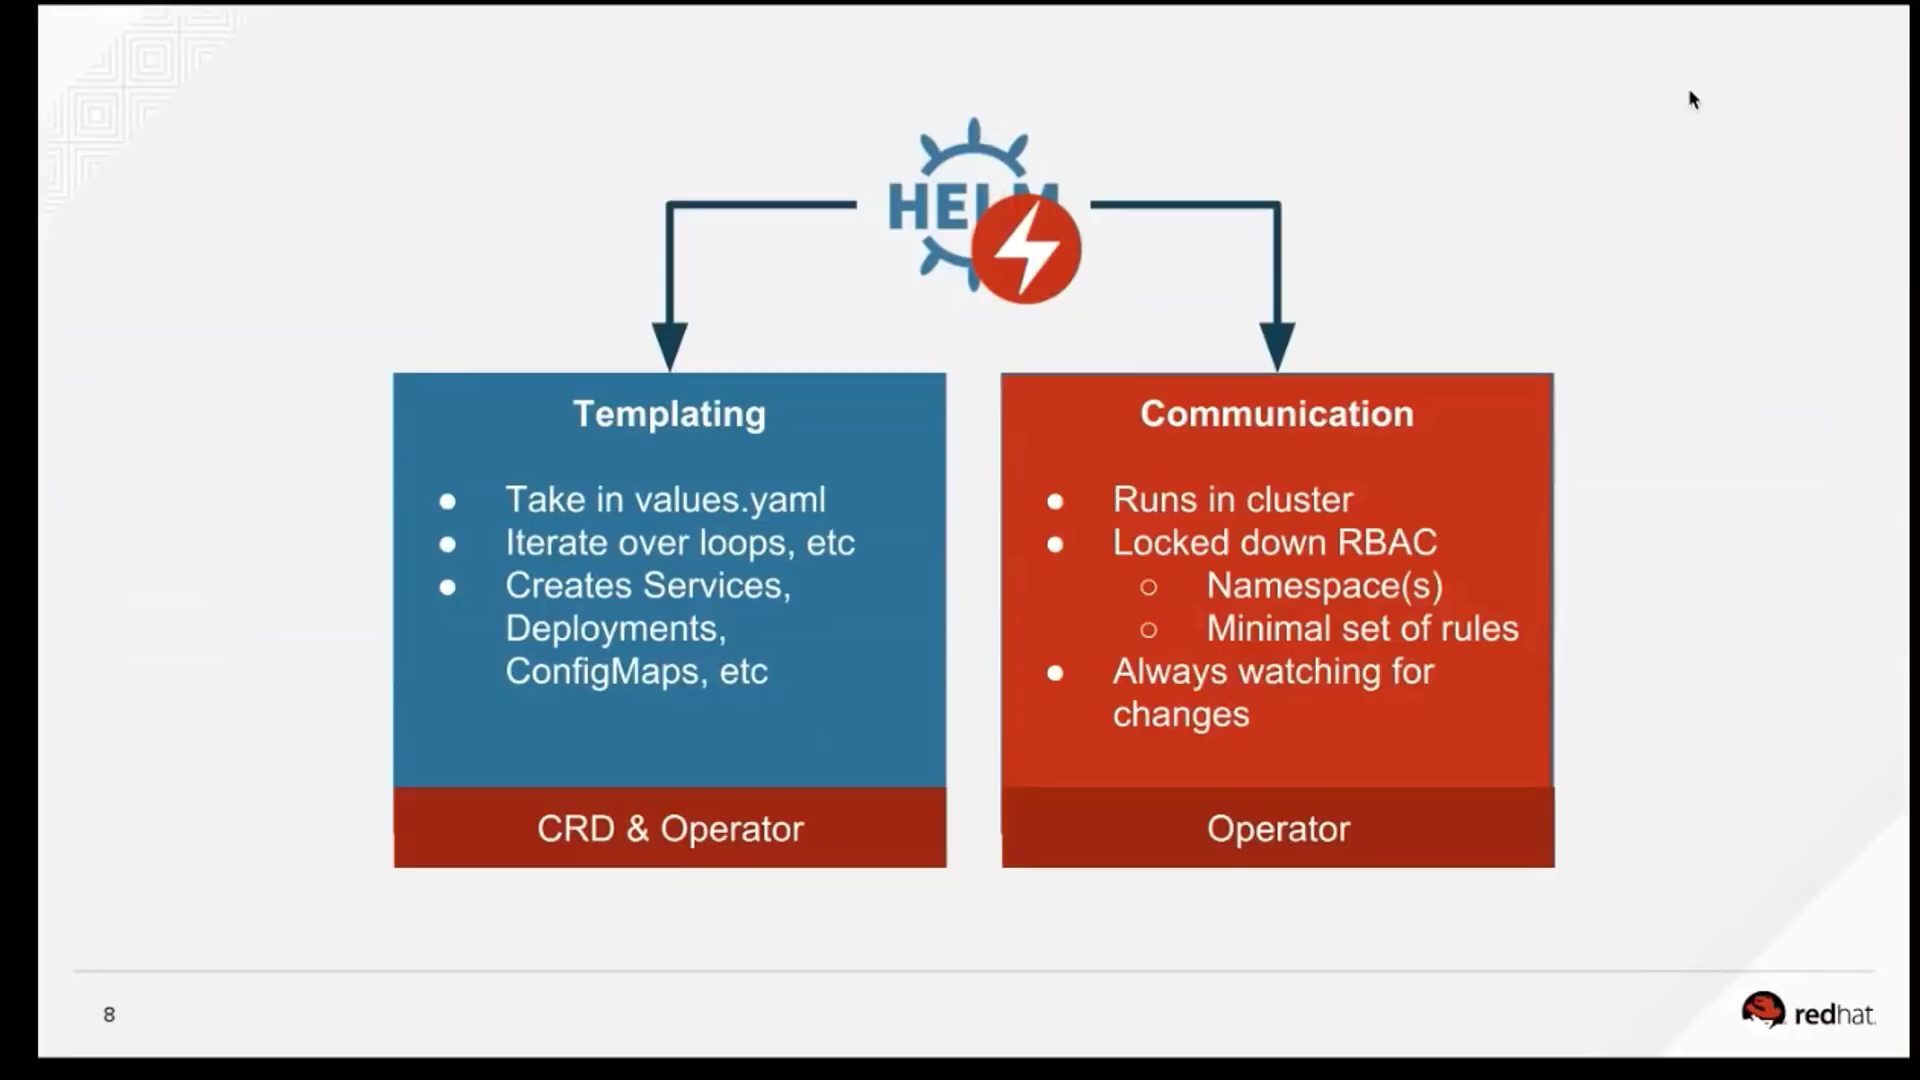 HELM
Templating
● Take in values.yaml
● Iterate over loops, etc
● Creates Services,
Deployments,
ConfigMaps, etc
CRD & Operator
Communication
● Runs in cluster
● Locked down RBAC
○ Namespace(s)
○ Minimal set of rules
● Always watching for
changes
Operator
8
redhat.